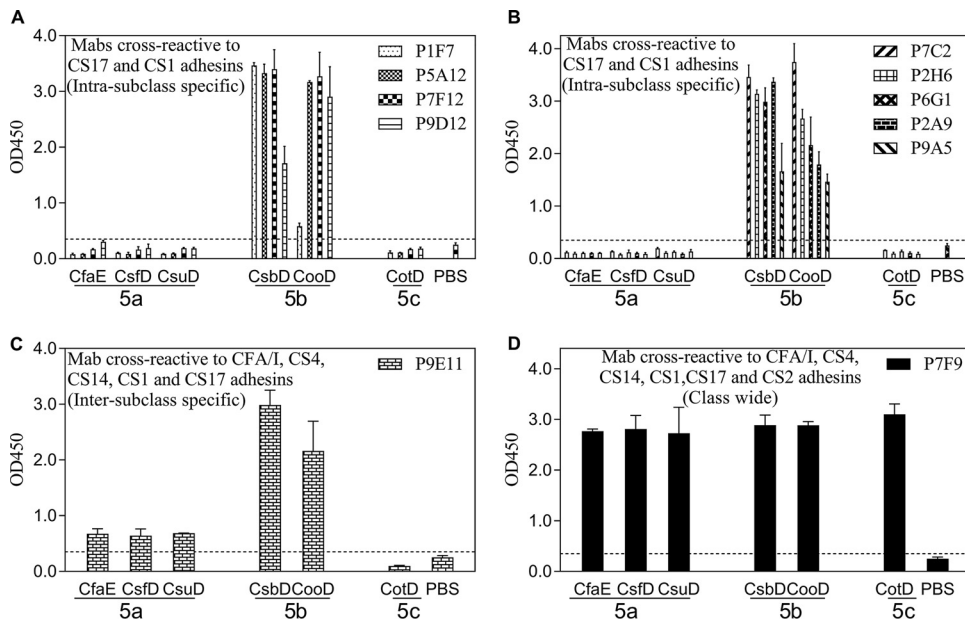 A
4.0
3.0
2.0
1.0
0.0
OD450
Mabs cross-reactive to
CS17 and CS1 adhesins
(Intra-subclass specific)
P1F7
P5A12
P7F12
P9D12
CfaE CsfD CsuD CsbD CooD CotD PBS
5a 5b 5c
B
4.0
3.0
2.0
1.0
0.0
OD450
Mabs cross-reactive to
CS17 and CS1 adhesins
(Intra-subclass specific)
P7C2
P2H6
P6G1
P2A9
P9A5
CfaE CsfD CsuD CsbD CooD CotD PBS
5a 5b 5c
C
4.0
3.0
2.0
1.0
0.0
OD450
Mab cross-reactive to CFA/I, CS4,
CS14, CS1 and CS17 adhesins
(Inter-subclass specific)
P9E11
CfaE CsfD CsuD CsbD CooD CotD PBS
5a 5b 5c
D
4.0
3.0
2.0
1.0
0.0
OD450
Mab cross-reactive to CFA/I, CS4,
CS14, CS1,CS17 and CS2 adhesins
(Class wide)
P7F9
CfaE CsfD CsuD CsbD CooD CotD PBS
5a 5b 5c